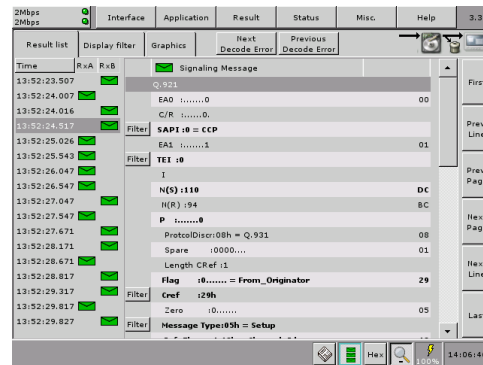 2Mbps
2Mbps
Interface Application Result Status Misc. Help 3.3
Result list Display filter Graphics Next Decode Error Previous Decode Error
Time RxA RxB Signaling Message
13:52:23.507 Q.921 Firs
13:52:24.007 EA0 :.......0 00
13:52:24.016 C/R :......0.
13:52:24.517 Filter SAPI :0 = CCP Prev Line
13:52:25.026 EA1 :.......1 01
13:52:25.543 Filter TEI :0
13:52:26.047 I Prev Pag
13:52:26.547 N(S) :110 DC
13:52:27.047 N(R) :94 BC
13:52:27.547 P :.......0 Nex Pag
13:52:27.671 ProtcolDiscr:08h = Q.931 08
13:52:28.171 Spare :0000.... 01
13:52:28.671 Length CRef :1 Nex Line
13:52:28.817 Flag :0....... = From_Originator 29
13:52:29.317 Filter Cref :29h
13:52:29.817 Zero :0....... 05 Las
13:52:29.827 Filter Message Type:05h = Setup
Hex 100% 14:06:4